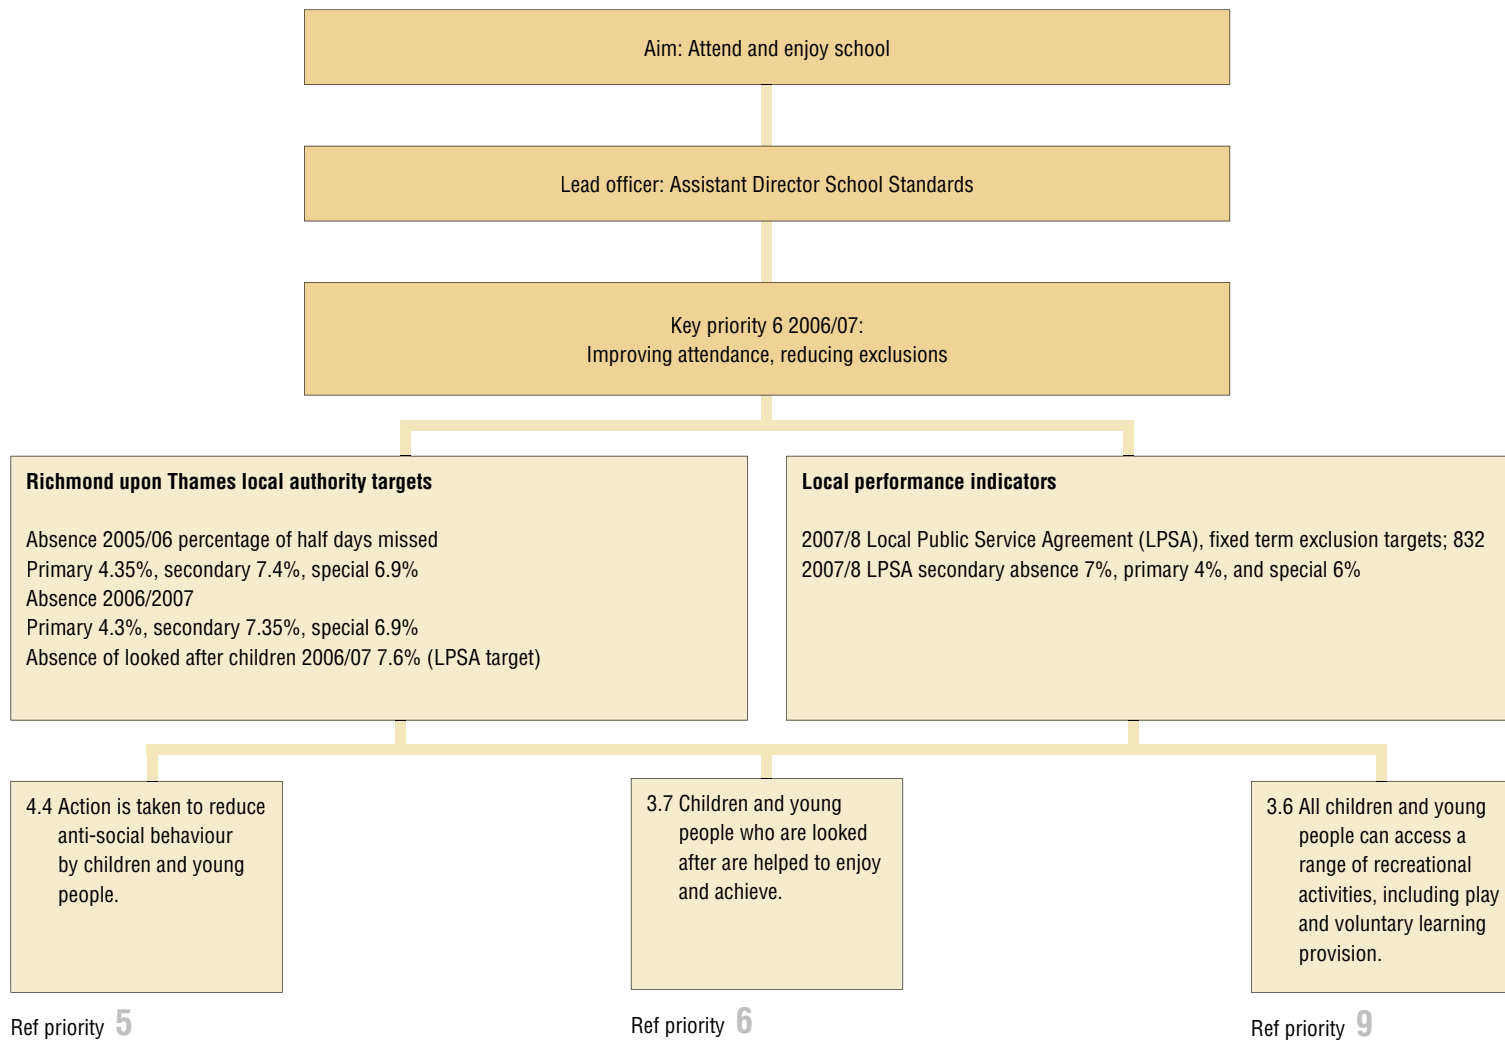 Aim: Attend and enjoy school
Lead officer: Assistant Director School Standards
Key priority 6 2006/07:
Improving attendance, reducing exclusions
Richmond upon Thames local authority targets
Absence 2005/06 percentage of half days missed
Primary 4.35%, secondary 7.4%, special 6.9%
Absence 2006/2007
Primary 4.3%, secondary 7.35%, special 6.9%
Absence of looked after children 2006/07 7.6% (LPSA target)
Local performance indicators
2007/8 Local Public Service Agreement (LPSA), fixed term exclusion targets; 832
2007/8 LPSA secondary absence 7%, primary 4%, and special 6%
4.4 Action is taken to reduce
anti-social behaviour
by children and young
people.
Ref priority 5
3.7 Children and young
people who are looked
after are helped to enjoy
and achieve.
Ref priority 6
3.6 All children and young
people can access a
range of recreational
activities, including play
and voluntary learning
provision.
Ref priority 9